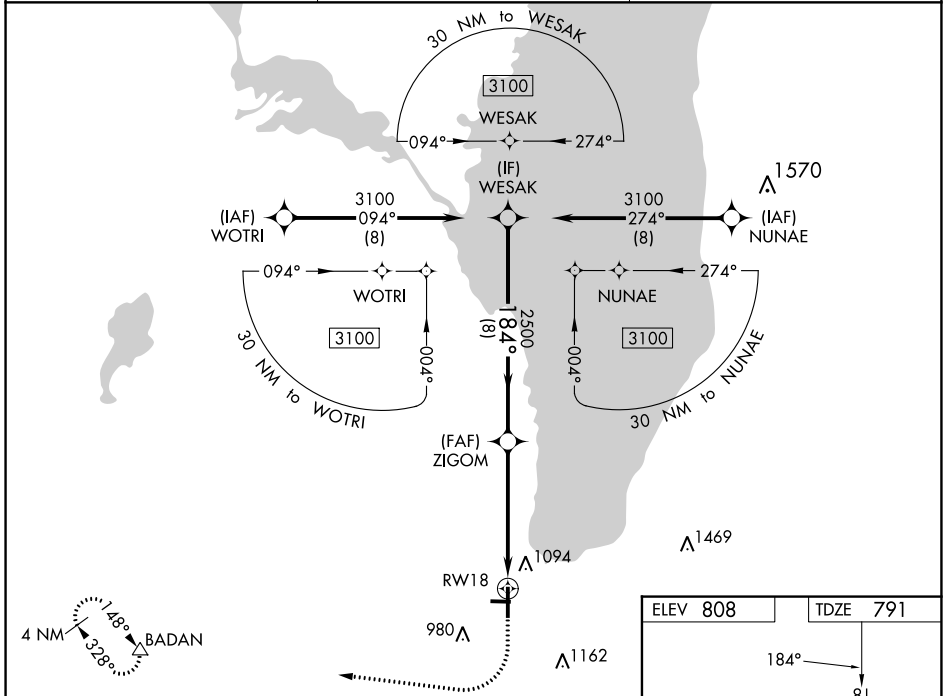 30 NM to WESAK
3100
WESAK
094°
274°
(IF)
WESAK
1570
3100
094°
(8)
(IAF)
WOTRI
3100
274°
(8)
(IAF)
NUNAE
094°
WOTRI
3100
004°
30 NM to WOTRI
274°
NUNAE
3100
004°
30 NM to NUNAE
2500
184°
(8)
(FAF)
ZIGOM
1469
1094
RW18
980
1162
4 NM
148°
328°
BADAN
ELEV 808
TDZE 791
184°